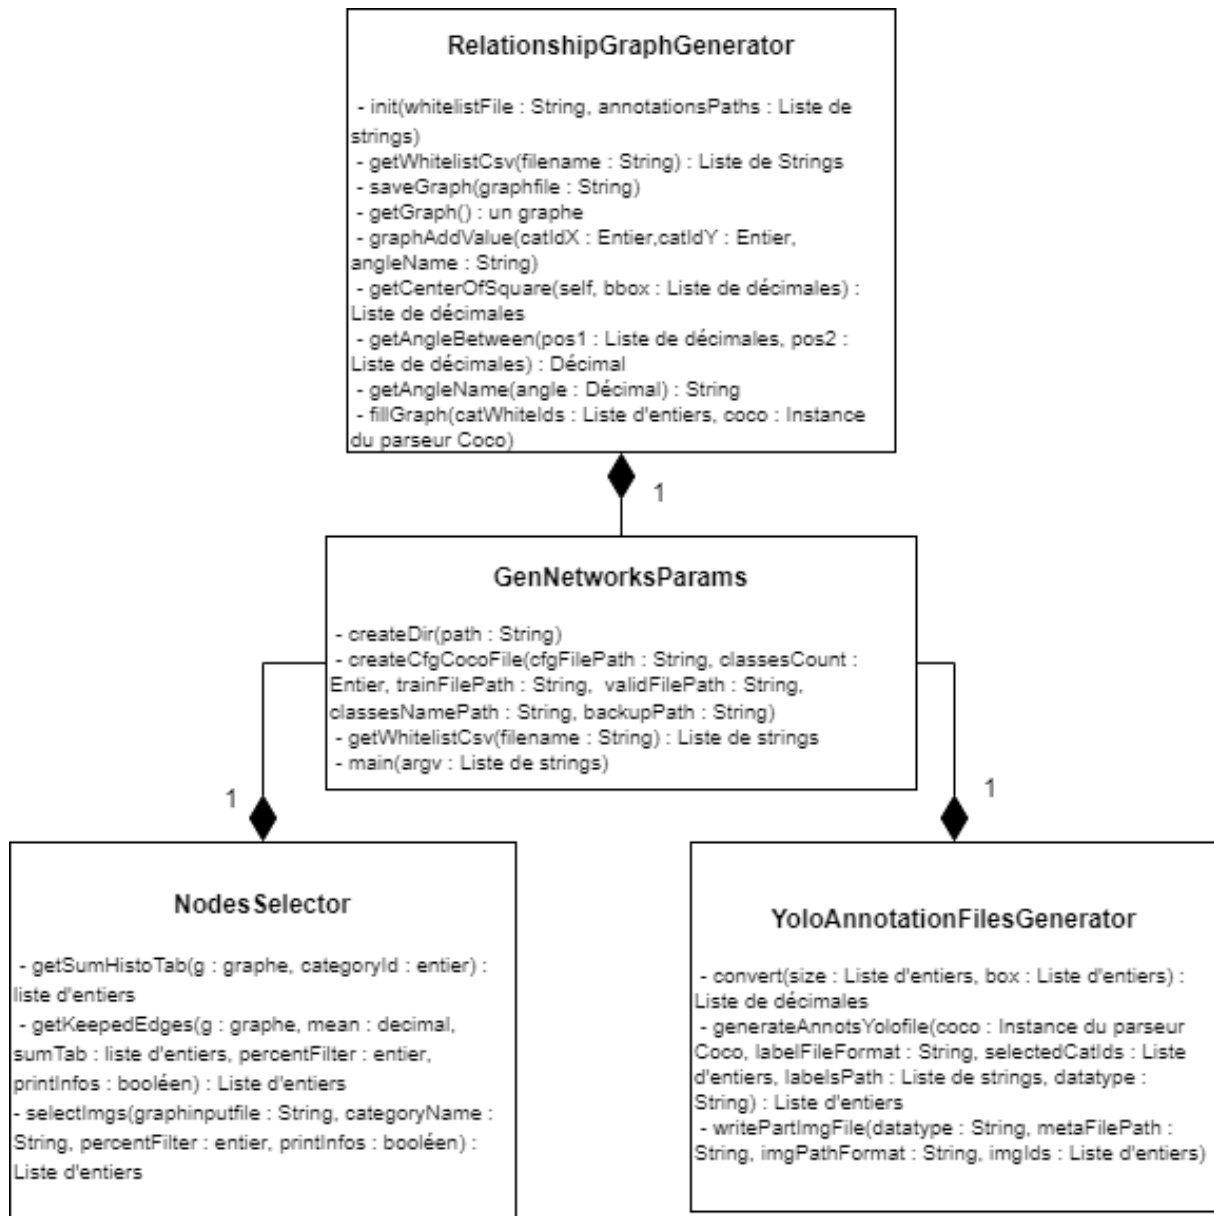 RelationshipGraphGenerator
- init(whitelistFile : String, annotationsPaths : Liste de
strings)
- getWhitelistCsv(filename : String) : Liste de Strings
- saveGraph(graphfile : String)
- getGraph() : un graphe
- graphAddValue(catIdX : Entier,catIdY : Entier,
angleName : String)
- getCenterOfSquare(self, bbox : Liste de décimales) :
Liste de décimales
- getAngleBetween(pos1 : Liste de décimales, pos2 :
Liste de décimales) : Décimal
- getAngleName(angle : Décimal) : String
- fillGraph(catWhiteIds : Liste d'entiers, coco : Instance
du parseur Coco)
1
GenNetworksParams
- createDir(path : String)
- createCfgCocoFile(cfgFilePath : String, classesCount :
Entier, trainFilePath : String, validFilePath : String,
classesNamePath : String, backupPath : String)
- getWhitelistCsv(filename : String) : Liste de strings
- main(argv : Liste de strings)
1
1
NodesSelector
- getSumHistoTab(g : graphe, categoryId : entier) :
liste d'entiers
- getKeepedEdges(g : graphe, mean : decimal,
sumTab : liste d'entiers, percentFilter : entier,
printInfos : booléen) : Liste d'entiers
- selectImgs(graphinputfile : String, categoryName :
String, percentFilter : entier, printInfos : booléen) :
Liste d'entiers
YoloAnnotationFilesGenerator
- convert(size : Liste d'entiers, box : Liste d'entiers) :
Liste de décimales
- generateAnnotsYolofile(coco : Instance du parseur
Coco, labelFileFormat : String, selectedCatIds : Liste
d'entiers, labelsPath : Liste de strings, datatype :
String) : Liste d'entiers
- writePartImgFile(datatype : String, metaFilePath :
String, imgPathFormat : String, imgIds : Liste d'entiers)